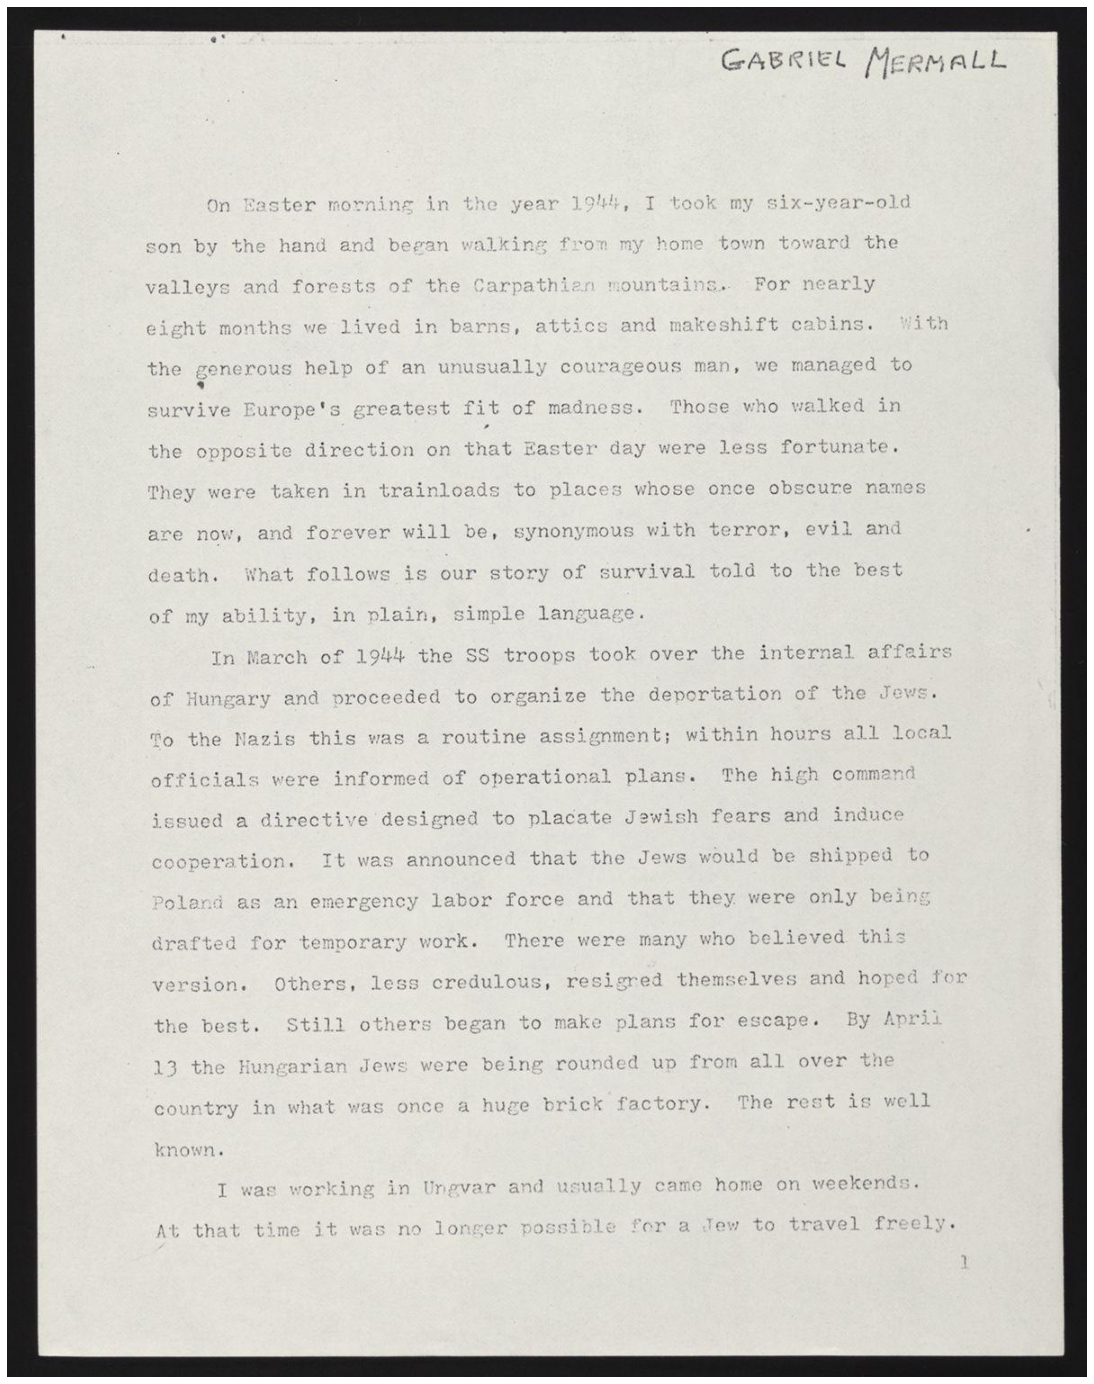 GABRIEL MERMALL
On Easter morning in the year 1944, I took my six-year-old
son by the hand and began walking from my home town toward the
valleys and forests of the Carpathian mountains. For nearly
eight months we lived in barns, attics and makeshift cabins. With
the generous help of an unusually courageous man, we managed to
survive Europe's greatest fit of madness. Those who walked in
the opposite direction on that Easter day were less fortunate.
They were taken in trainloads to places whose once obscure names
are now, and forever will be, synonymous with terror, evil and
death. What follows is our story of survival told to the best
of my ability, in plain, simple language.
In March of 1944 the SS troops took over the internal affairs
of Hungary and proceeded to organize the deportation of the Jews.
To the Nazis this was a routine assignment; within hours all local
officials were informed of operational plans. The high command
issued a directive designed to placate Jewish fears and induce
cooperation. It was announced that the Jews would be shipped to
Poland as an emergency labor force and that they were only being
drafted for temporary work. There were many who believed this
version. Others, less credulous, resigned themselves and hoped for
the best. Still others began to make plans for escape. By April
13 the Hungarian Jews were being rounded up from all over the
country in what was once a huge brick factory. The rest is well
known.
I was working in Ungvar and usually came home on weekends.
At that time it was no longer possible for a Jew to travel freely.
1